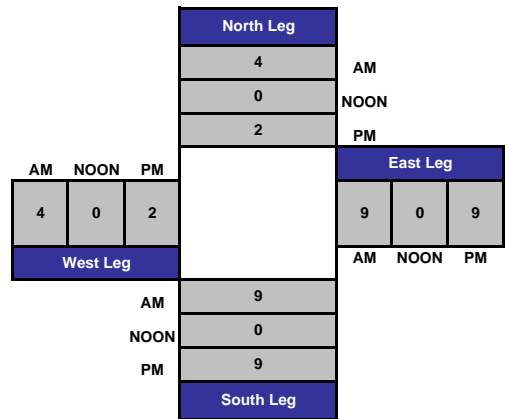 North Leg
4 AM
0 NOON
2 PM
AM NOON PM
East Leg
4 0 2
9 0 9
West Leg
AM NOON PM
AM 9
NOON 0
PM 9
South Leg